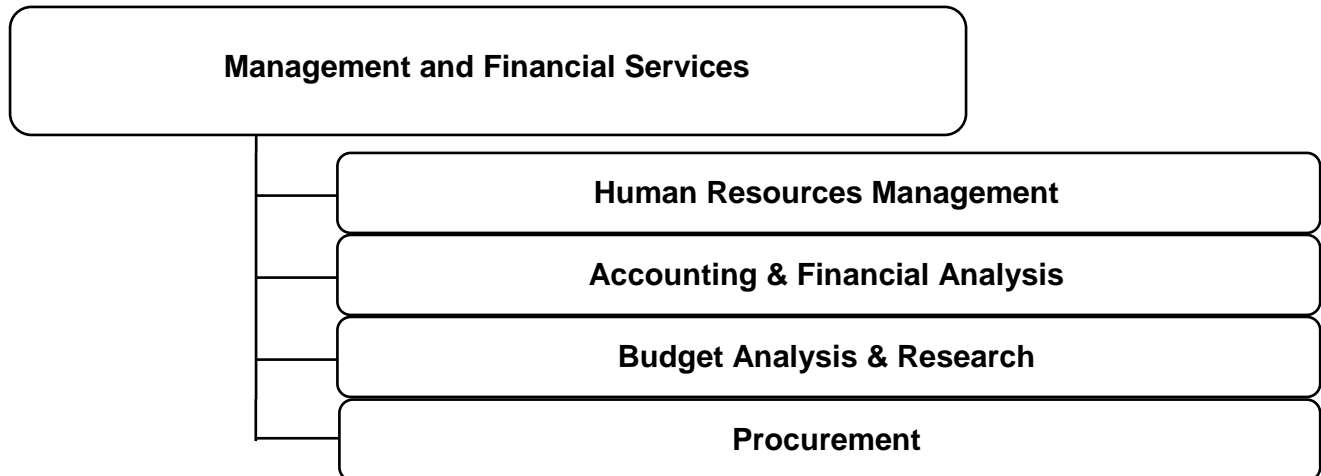 Management and Financial Services
Human Resources Management
Accounting & Financial Analysis
Budget Analysis & Research
Procurement